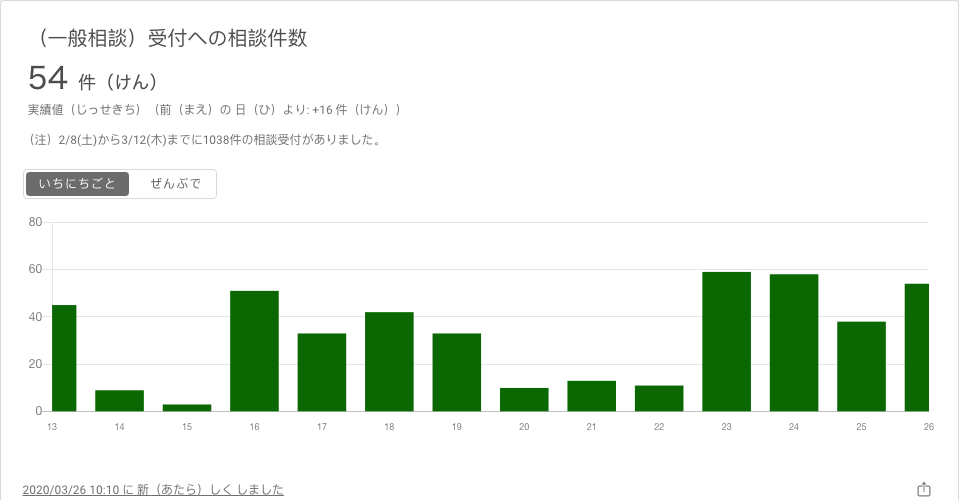 （一般相談）受付への相談件数
54 件（けん）
実績値（じっせきち）（前（まえ）の 日（ひ）より: +16 件（けん））
（注）2/8(土)から3/12(木)までに1038件の相談受付がありました。
いちにちごと ぜんぶで
80
60
40
20
0
13 14 15 16 17 18 19 20 21 22 23 24 25 26
2020/03/26 10:10 に 新（あたら）しく しました